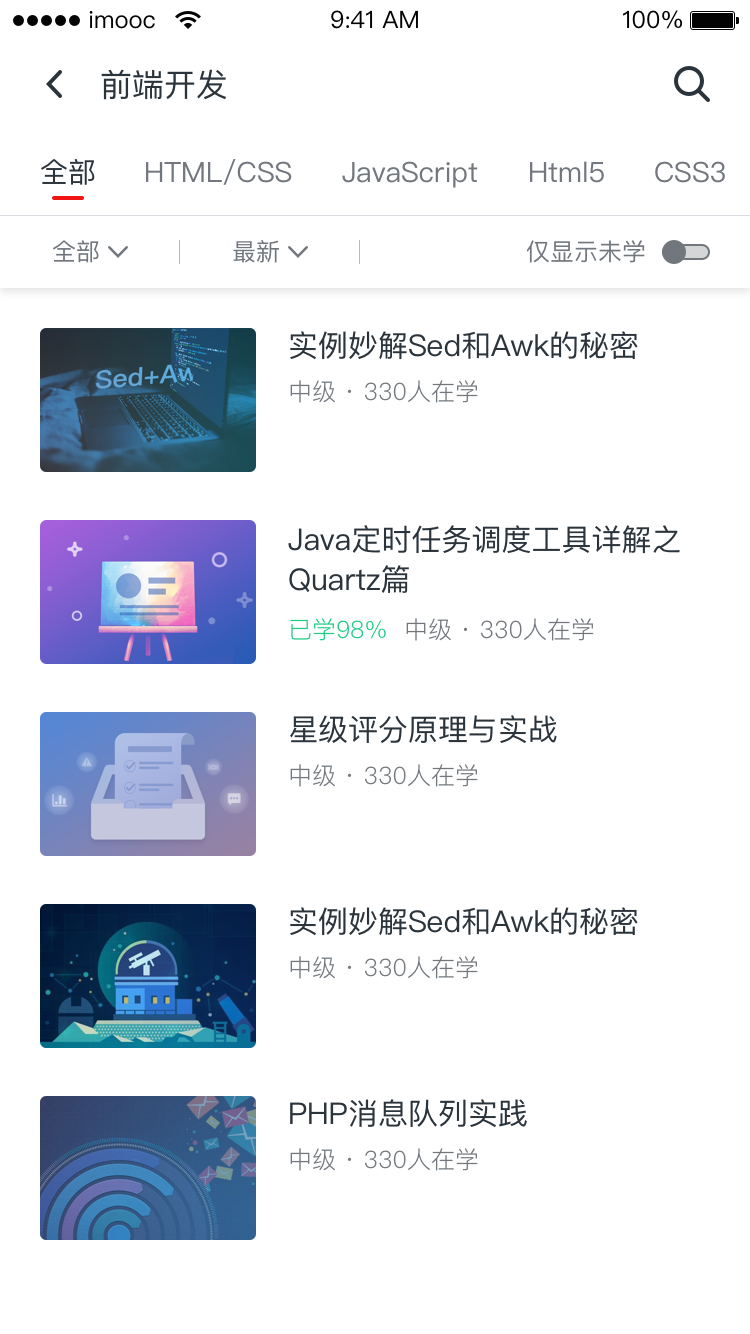 imooc 9:41 AM 100%
前端开发
全部 HTML/CSS JavaScript Html5 CSS3
全部 最新 仅显示未学
Sed+Aw
实例妙解Sed和Awk的秘密
中级 · 330人在学
Java定时任务调度工具详解之
Quartz篇
已学98% 中级 · 330人在学
星级评分原理与实战
中级 · 330人在学
实例妙解Sed和Awk的秘密
中级 · 330人在学
PHP消息队列实践
中级 · 330人在学